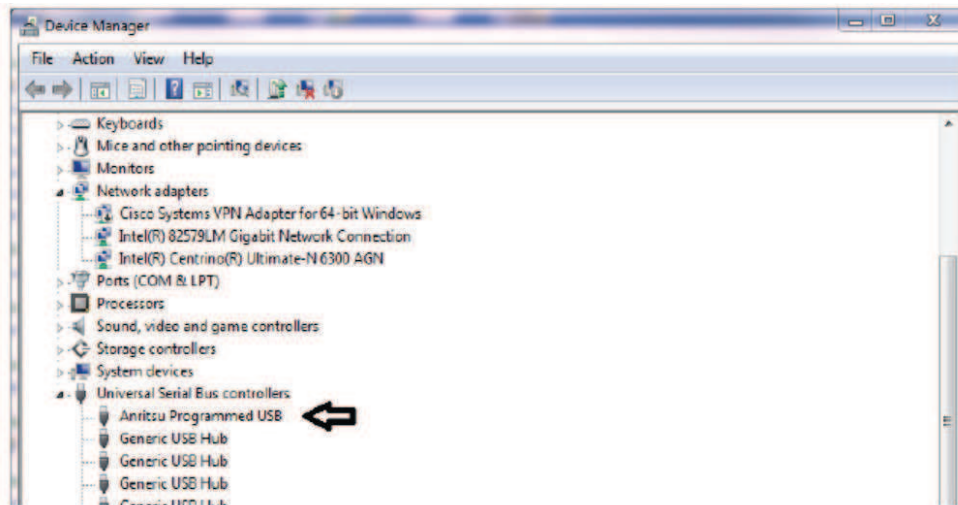 Device Manager
File Action View Help
Keyboards
Mice and other pointing devices
Monitors
Network adapters
Cisco Systems VPN Adapter for 64-bit Windows
Intel(R) 82579LM Gigabit Network Connection
Intel(R) Centrino(R) Ultimate-N 6300 AGN
Ports (COM & LPT)
Processors
Sound, video and game controllers
Storage controllers
System devices
Universal Serial Bus controllers
Anritsu Programmed USB
Generic USB Hub
Generic USB Hub
Generic USB Hub
Generic USB Hub